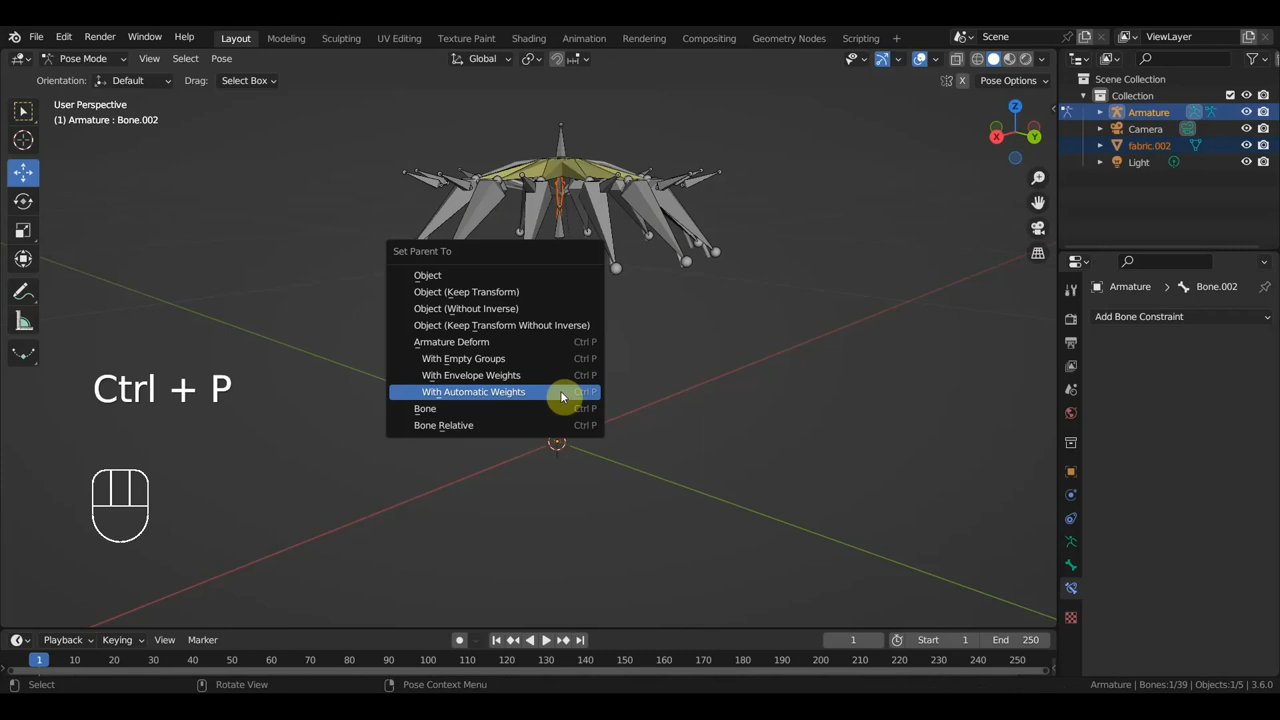 File Edit Render Window Help Layout Modeling Sculpting UV Editing Texture Paint Shading Animation Rendering Compositing Geometry Nodes Scripting + Scene ViewLayer
Pose Mode View Select Pose Global
Orientation: Default Drag: Select Box X Pose Options
User Perspective
(1) Armature : Bone.002
Z
X
Y
Scene Collection
Collection
Armature
Camera
fabric.002
Light
Armature > Bone.002
Add Bone Constraint
Set Parent To
Object
Object (Keep Transform)
Object (Without Inverse)
Object (Keep Transform Without Inverse)
Armature Deform Ctrl P
With Empty Groups Ctrl P
With Envelope Weights Ctrl P
With Automatic Weights Ctrl P
Bone Ctrl P
Bone Relative Ctrl P
Ctrl + P
Playback Keying View Marker 1 Start 1 End 250
1 10 20 30 40 50 60 70 80 90 100 110 120 130 140 150 160 170 180 190 200 210 220 230 240 250
Select Rotate View Pose Context Menu Armature | Bones:1/39 | Objects:1/5 | 3.6.0